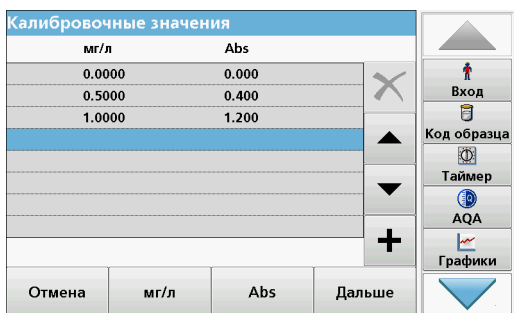 Калибровочные значения
мг/л Abs
0.0000 0.000
0.5000 0.400
1.0000 1.200
Отмена мг/л Abs Дальше
Вход
Код образца
Таймер
AQA
Графики